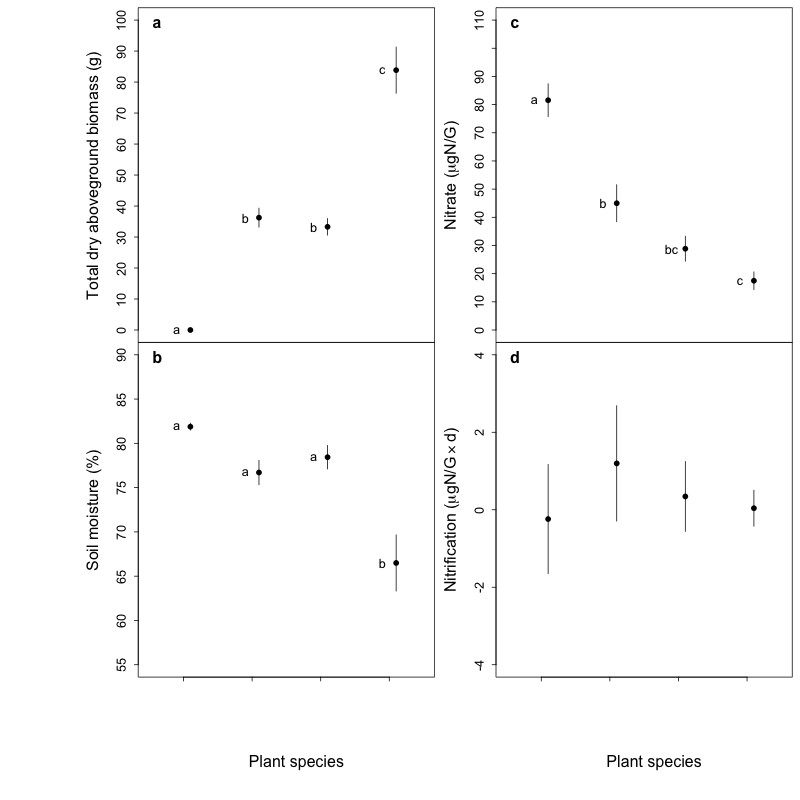 a
Total dry aboveground biomass (g)
100
90
80
70
60
50
40
30
20
10
0
a
b
b
c
b
Soil moisture (%)
90
85
80
75
70
65
60
55
a
a
a
b
Plant species
c
Nitrate (µgN/G)
110
90
80
70
60
50
40
30
20
10
0
a
b
bc
c
d
Nitrification (µgN/G × d)
4
2
0
-2
-4
Plant species